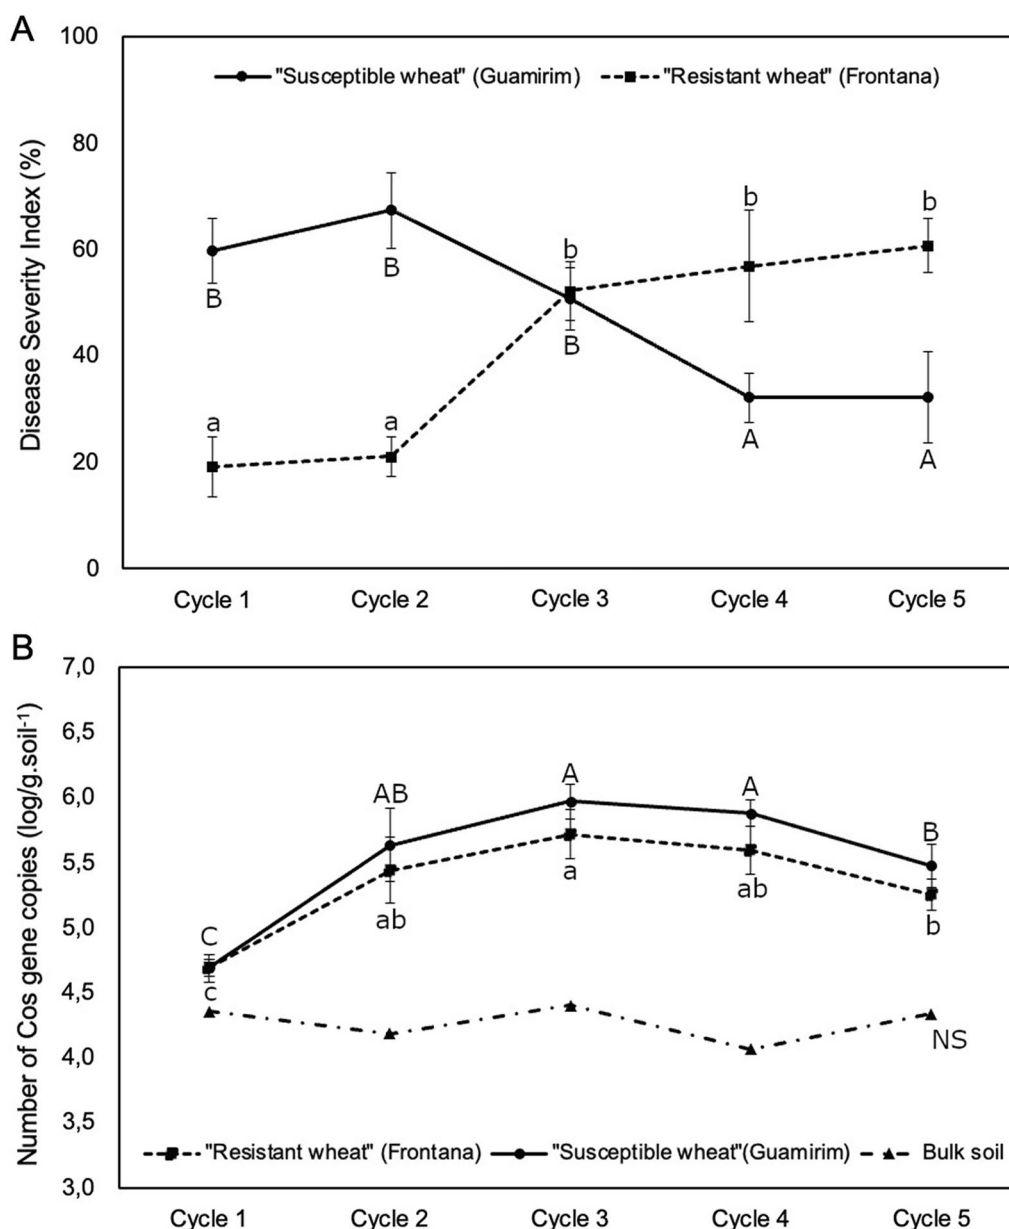 A
100
"Susceptible wheat" (Guamirim) "Resistant wheat" (Frontana)
80
60
40
20
0
Disease Severity Index (%)
B B b B b b
a a A A
Cycle 1 Cycle 2 Cycle 3 Cycle 4 Cycle 5
B
7,0
6,5
6,0
5,5
5,0
4,5
4,0
3,5
3,0
Number of Cos gene copies (log/g.soil⁻¹)
C AB A A B
c ab a ab b
NS
"Resistant wheat" (Frontana) "Susceptible wheat"(Guamirim) Bulk soil
Cycle 1 Cycle 2 Cycle 3 Cycle 4 Cycle 5